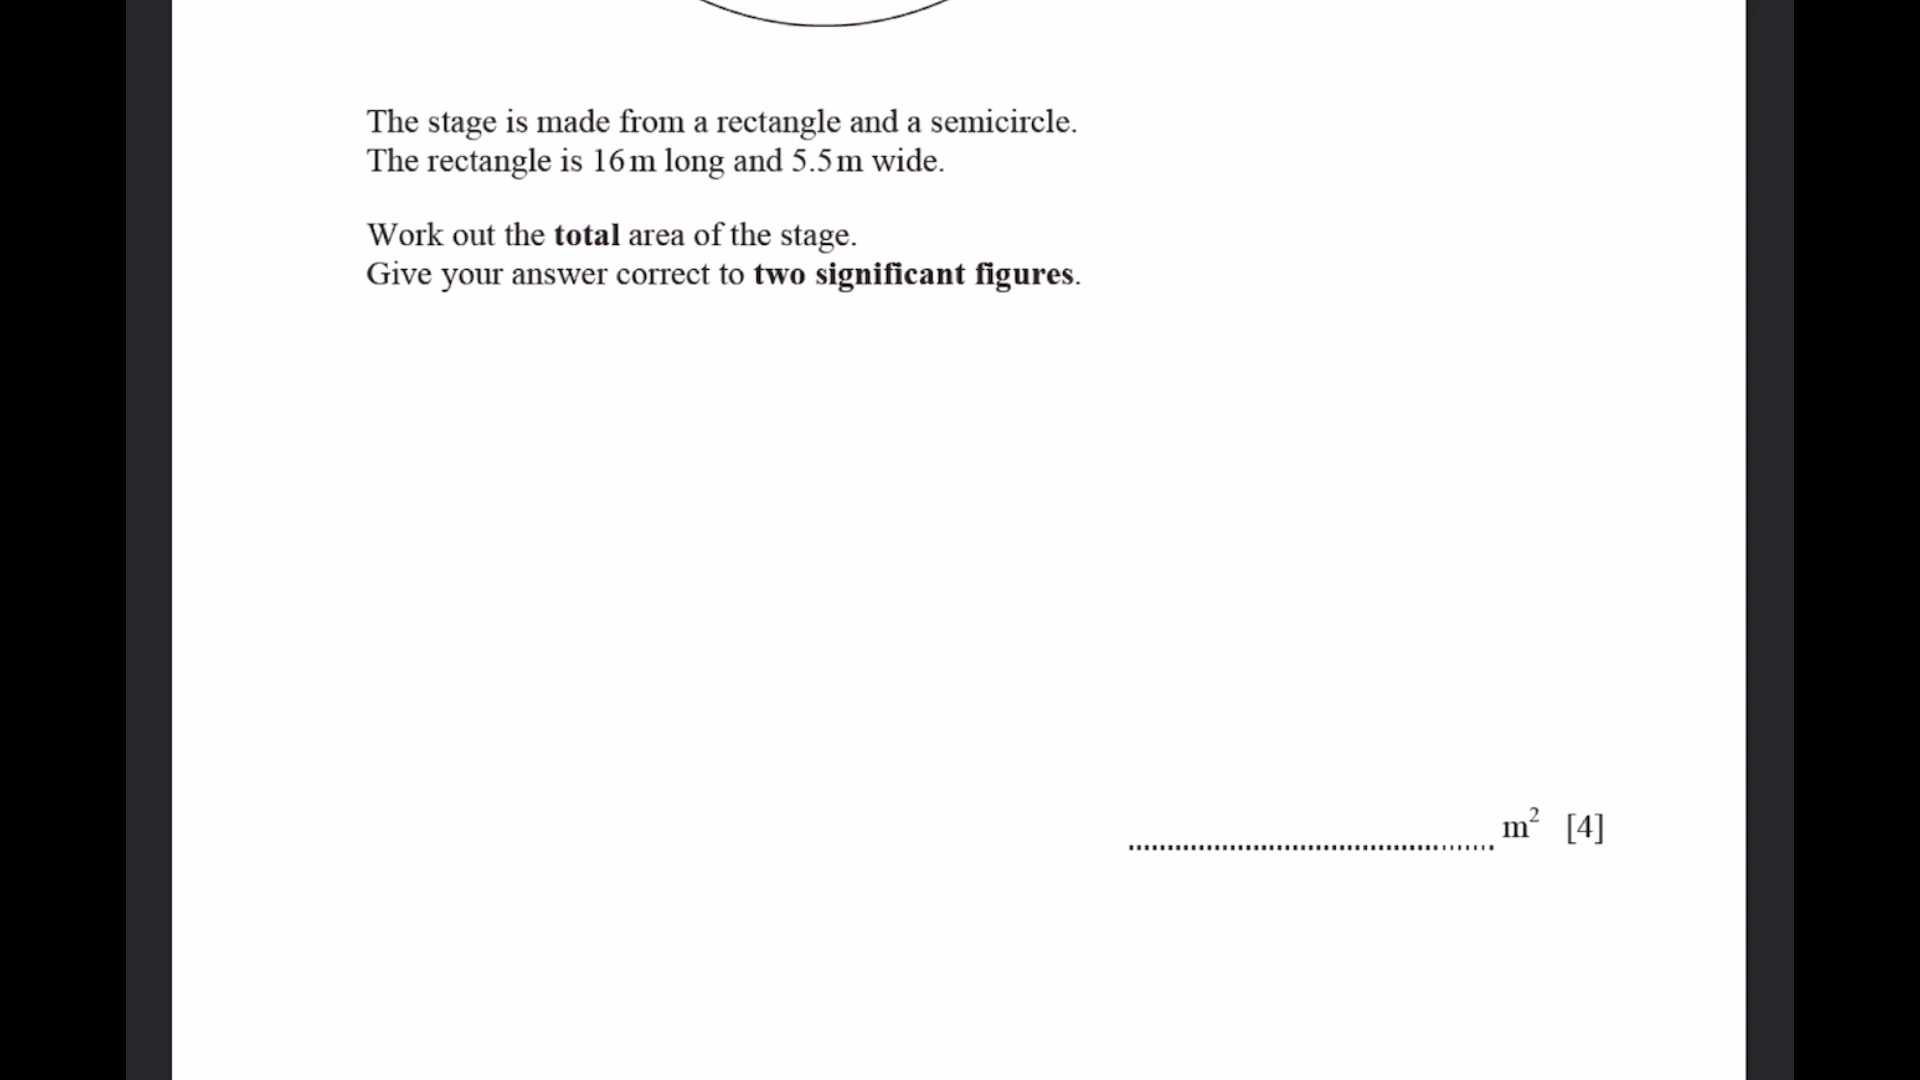 The stage is made from a rectangle and a semicircle.
The rectangle is 16 m long and 5.5 m wide.
Work out the total area of the stage.
Give your answer correct to two significant figures.
........................................ m² [4]